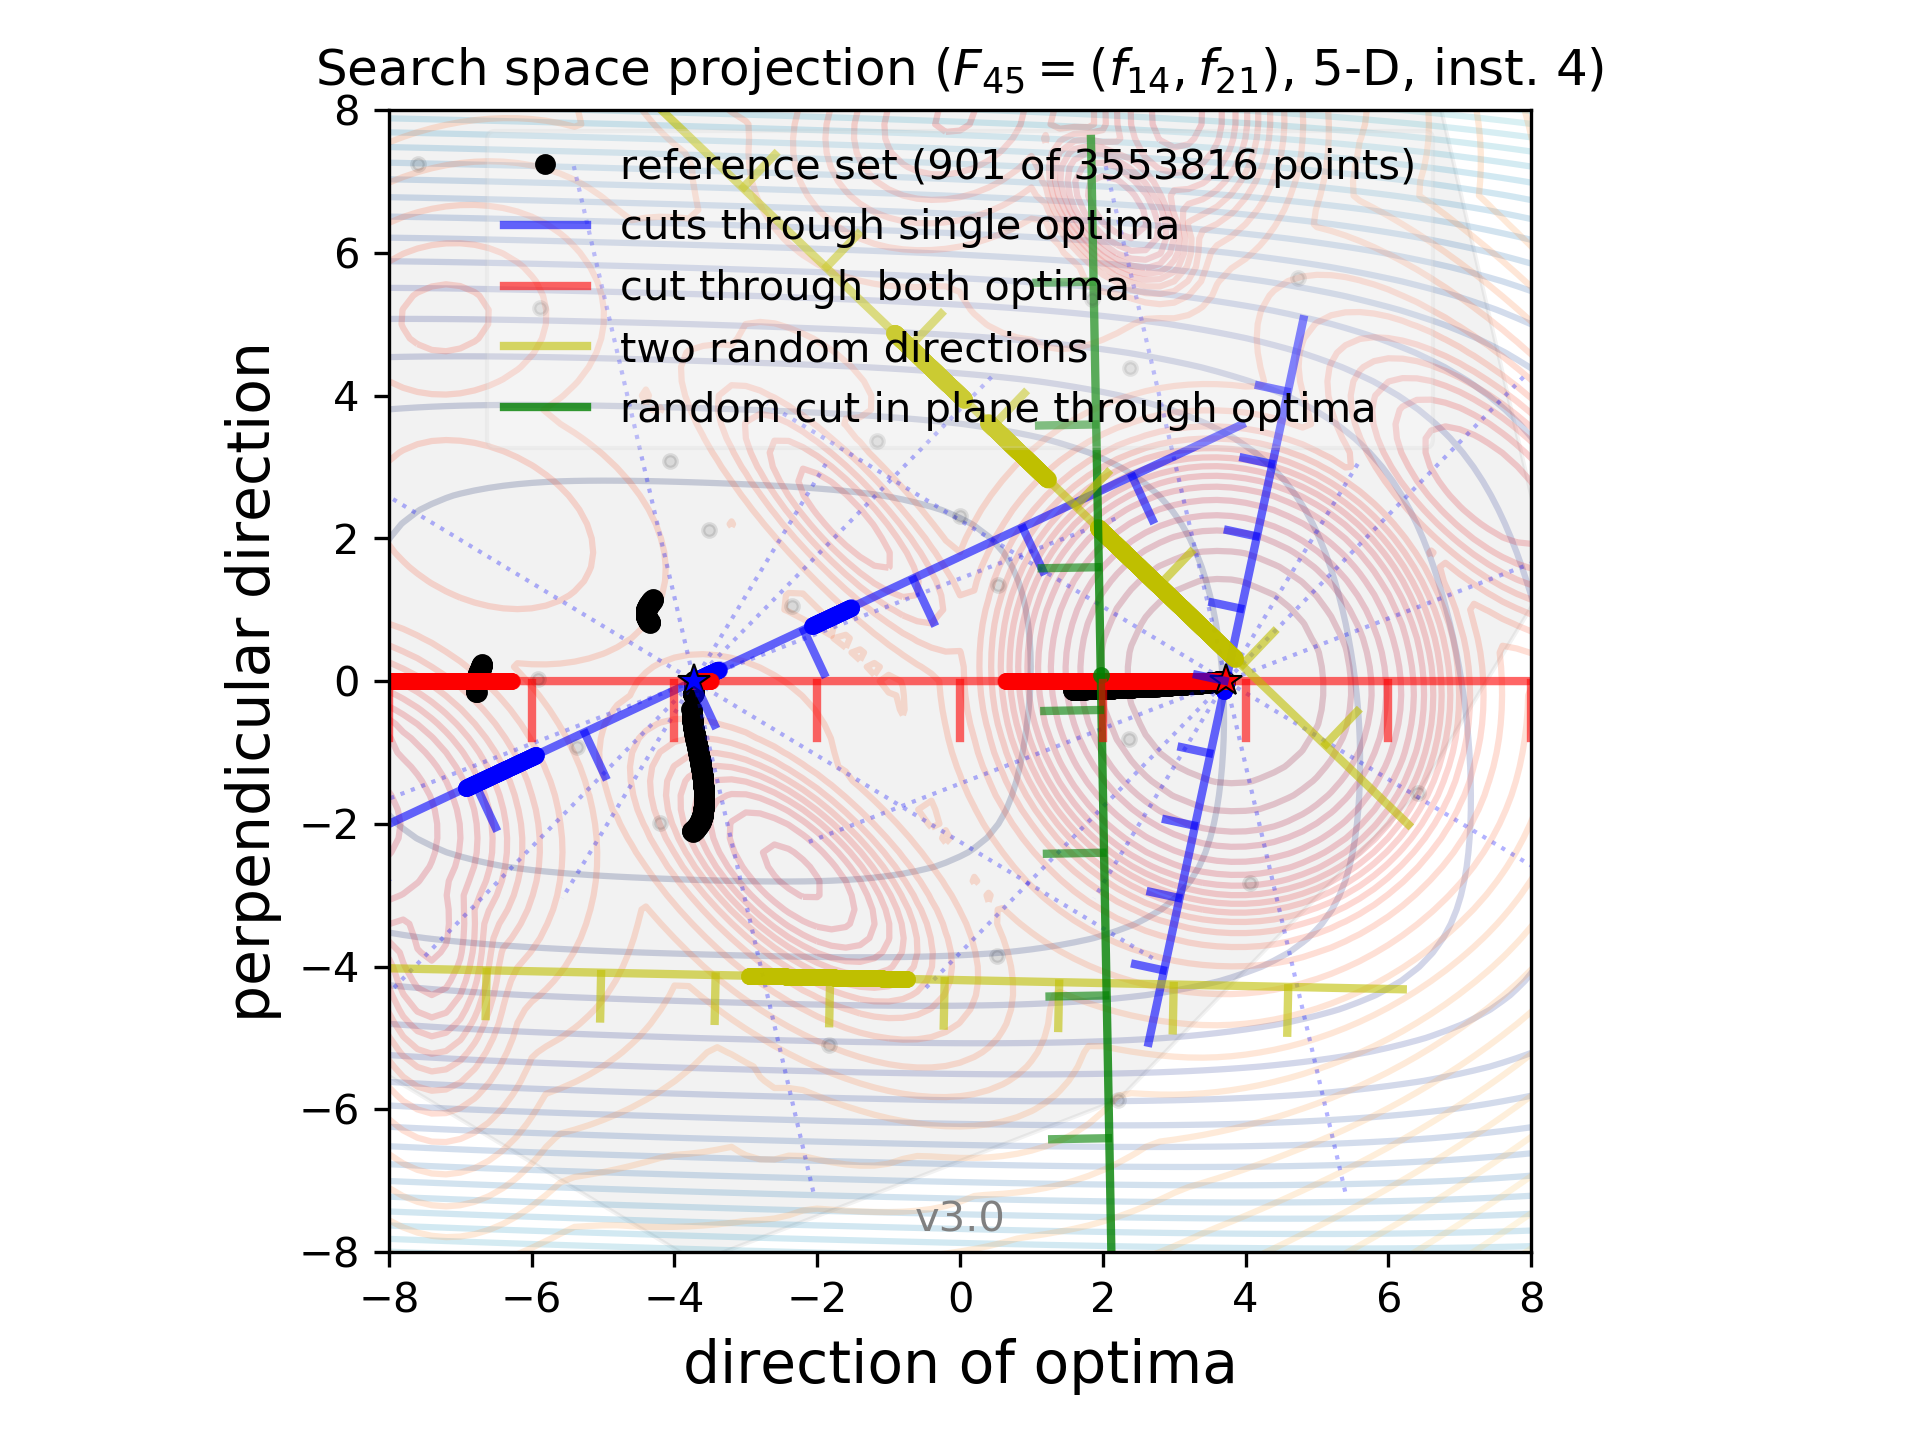 Search space projection (F45 = (f14, f21), 5-D, inst. 4)
reference set (901 of 3553816 points)
cuts through single optima
cut through both optima
two random directions
random cut in plane through optima
8
6
4
2
0
−2
−4
−6
−8
perpendicular direction
v3.0
−8 −6 −4 −2 0 2 4 6 8
direction of optima